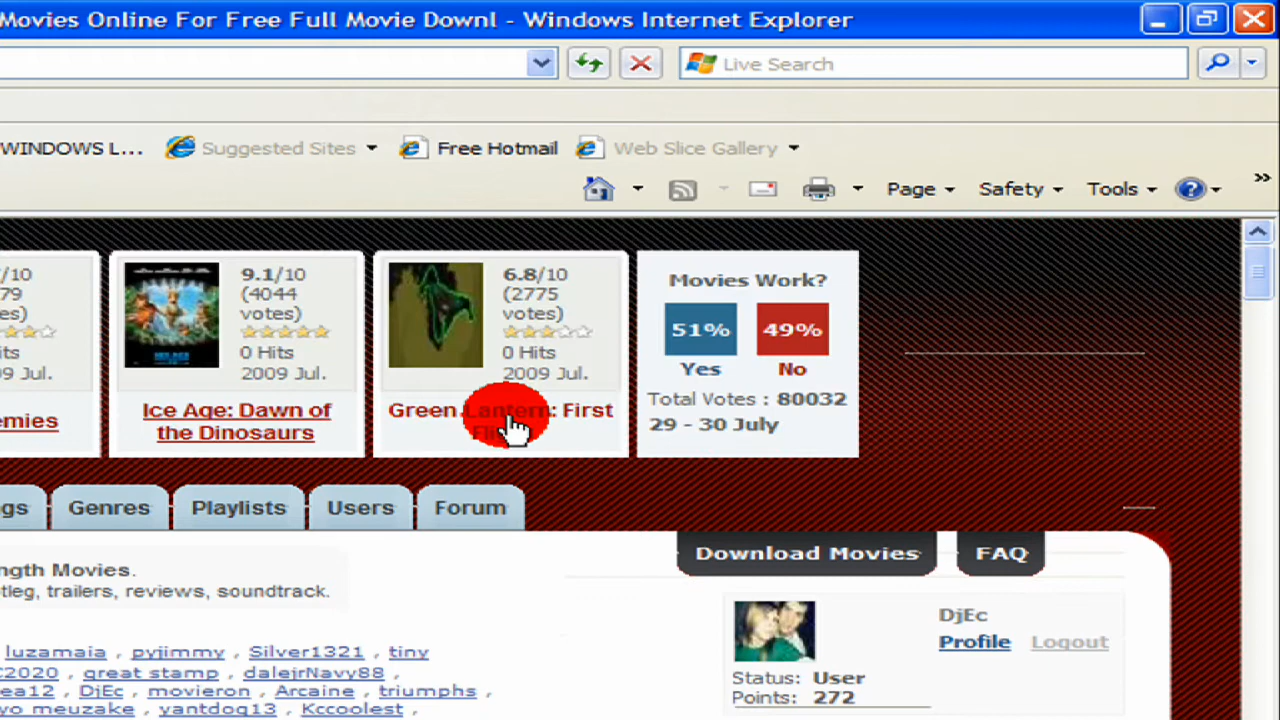 Movies Online For Free Full Movie Downl - Windows Internet Explorer
Live Search
WINDOWS L... Suggested Sites Free Hotmail Web Slice Gallery
Page Safety Tools
/10
79
votes)
Hits
09 Jul.
emies
9.1/10
(4044
votes)
0 Hits
2009 Jul.
Ice Age: Dawn of
the Dinosaurs
6.8/10
(2775
votes)
0 Hits
2009 Jul.
Green Lantern: First
Movies Work?
51% 49%
Yes No
Total Votes : 80032
29 - 30 July
gs Genres Playlists Users Forum
Download Movies FAQ
ngth Movies.
tleg, trailers, reviews, soundtrack.
DjEc
Profile Logout
Status: User
Points: 272
luzamaia , pyjimmy , Silver1321 , tiny
C2020 , great stamp , dalejrNavy88 ,
ea12 , DjEc , movieron , Arcaine , triumphs ,
yo meuzake , yantdog13 , Kccoolest ,